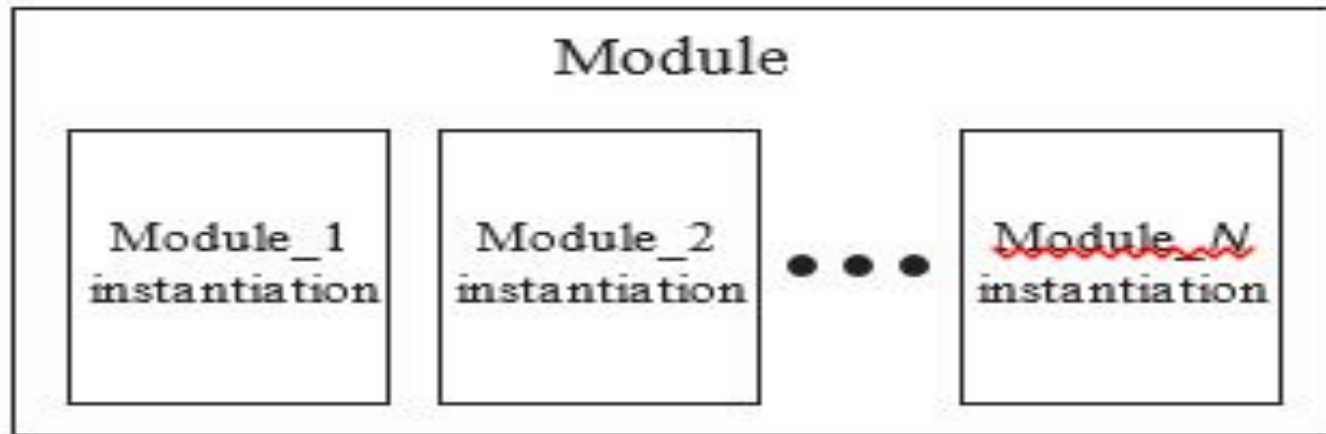 Module
Module_1
instantiation
Module_2
instantiation
Module_N
instantiation